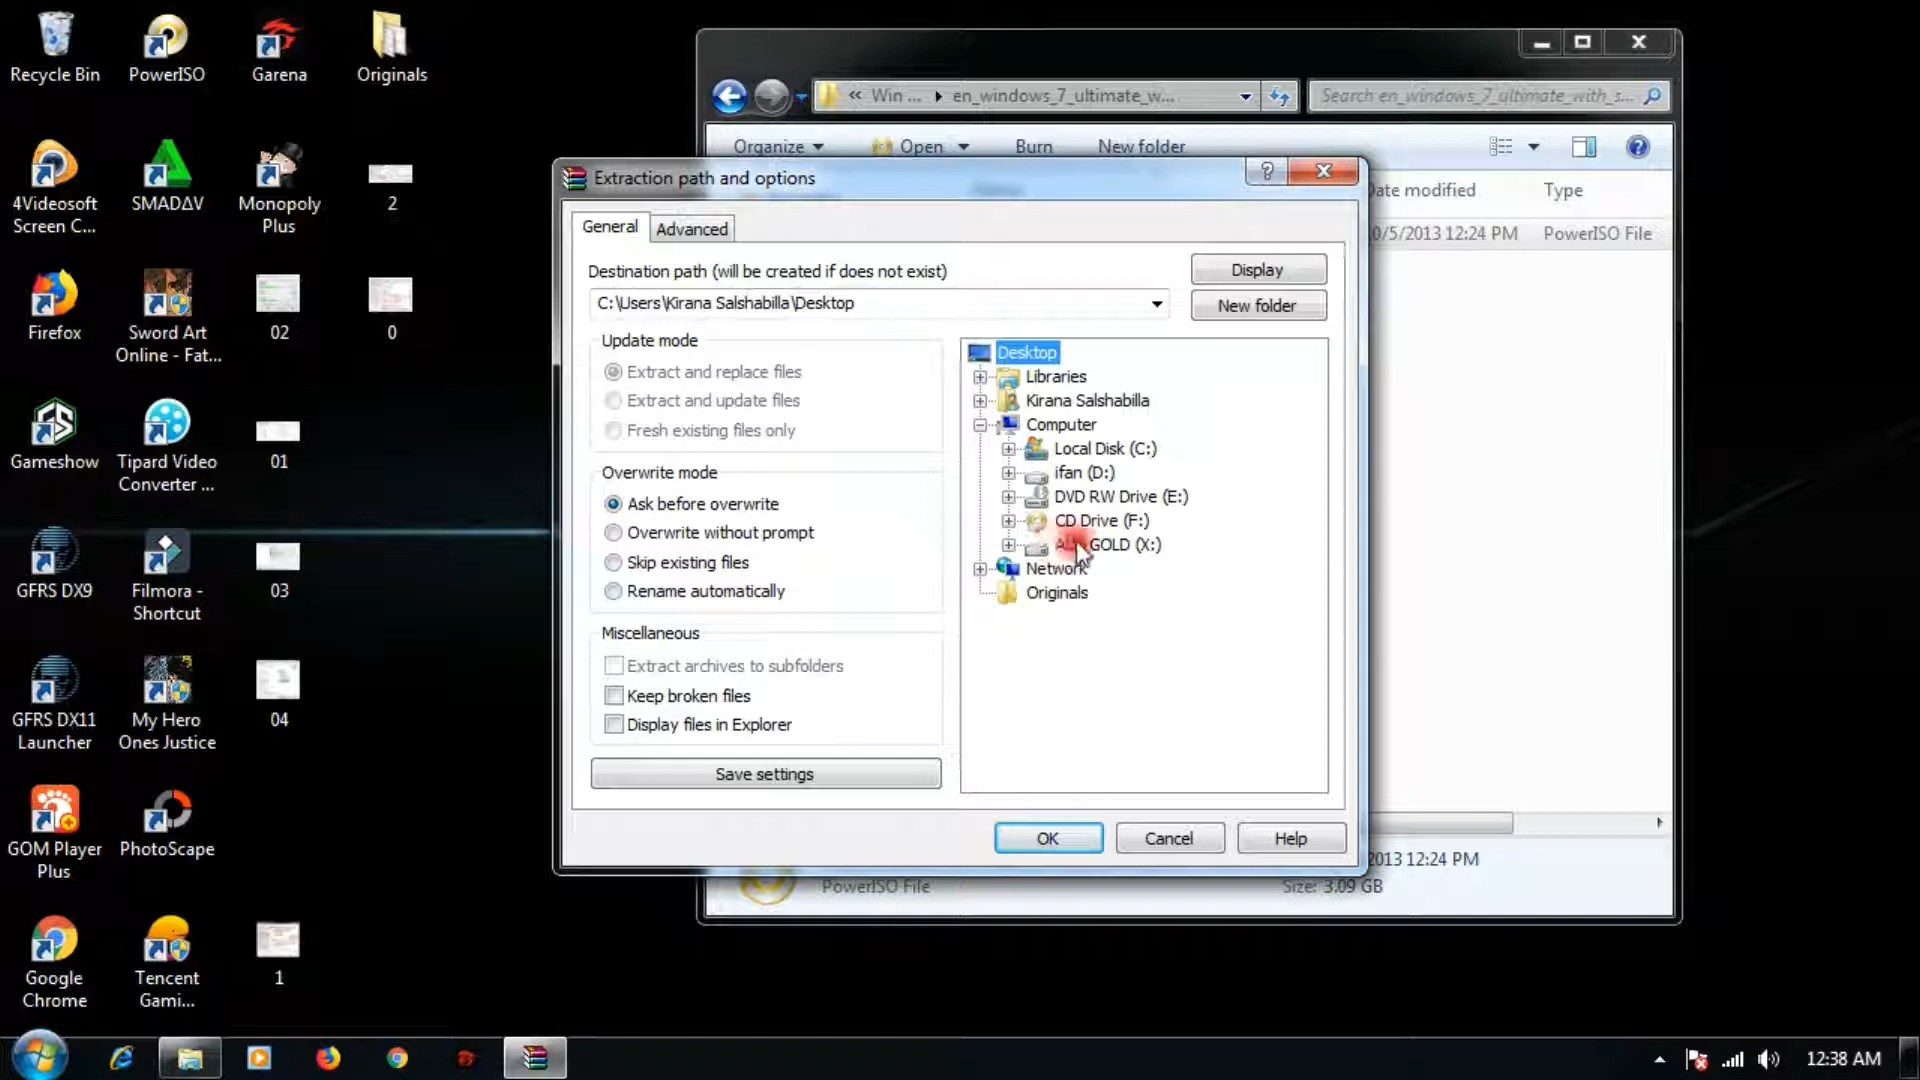 Recycle Bin
PowerISO
Garena
Originals
4Videosoft
Screen C...
SMADΔV
Monopoly
Plus
2
Firefox
Sword Art
Online - Fat...
02
0
Gameshow
Tipard Video
Converter ...
01
GFRS DX9
Filmora -
Shortcut
03
GFRS DX11
Launcher
My Hero
Ones Justice
04
GOM Player
Plus
PhotoScape
Google
Chrome
Tencent
Gami...
1
« Win ... ▸ en_windows_7_ultimate_w...
Search en_windows_7_ultimate_with_s...
Organize
Open
Burn
New folder
Date modified
Type
0/5/2013 12:24 PM
PowerISO File
Extraction path and options
General
Advanced
Destination path (will be created if does not exist)
Display
C:\Users\Kirana Salshabilla\Desktop
New folder
Update mode
Extract and replace files
Extract and update files
Fresh existing files only
Overwrite mode
Ask before overwrite
Overwrite without prompt
Skip existing files
Rename automatically
Miscellaneous
Extract archives to subfolders
Keep broken files
Display files in Explorer
Save settings
Desktop
Libraries
Kirana Salshabilla
Computer
Local Disk (C:)
ifan (D:)
DVD RW Drive (E:)
CD Drive (F:)
GOLD (X:)
Network
Originals
OK
Cancel
Help
2013 12:24 PM
PowerISO File
Size: 3.09 GB
12:38 AM